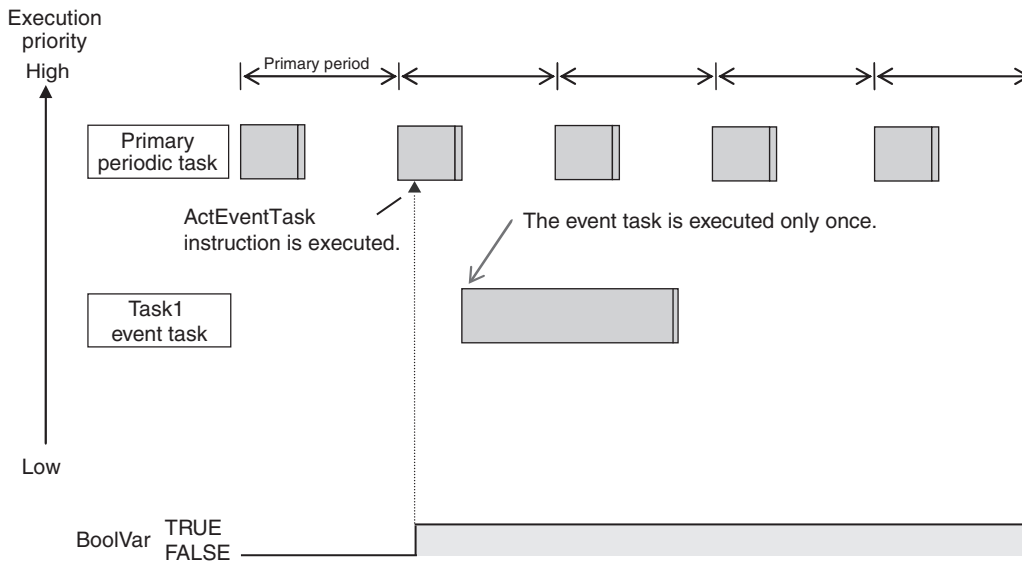 Execution
priority
High
Primary period
Primary
periodic task
ActEventTask
instruction is executed.
The event task is executed only once.
Task1
event task
Low
BoolVar
TRUE
FALSE